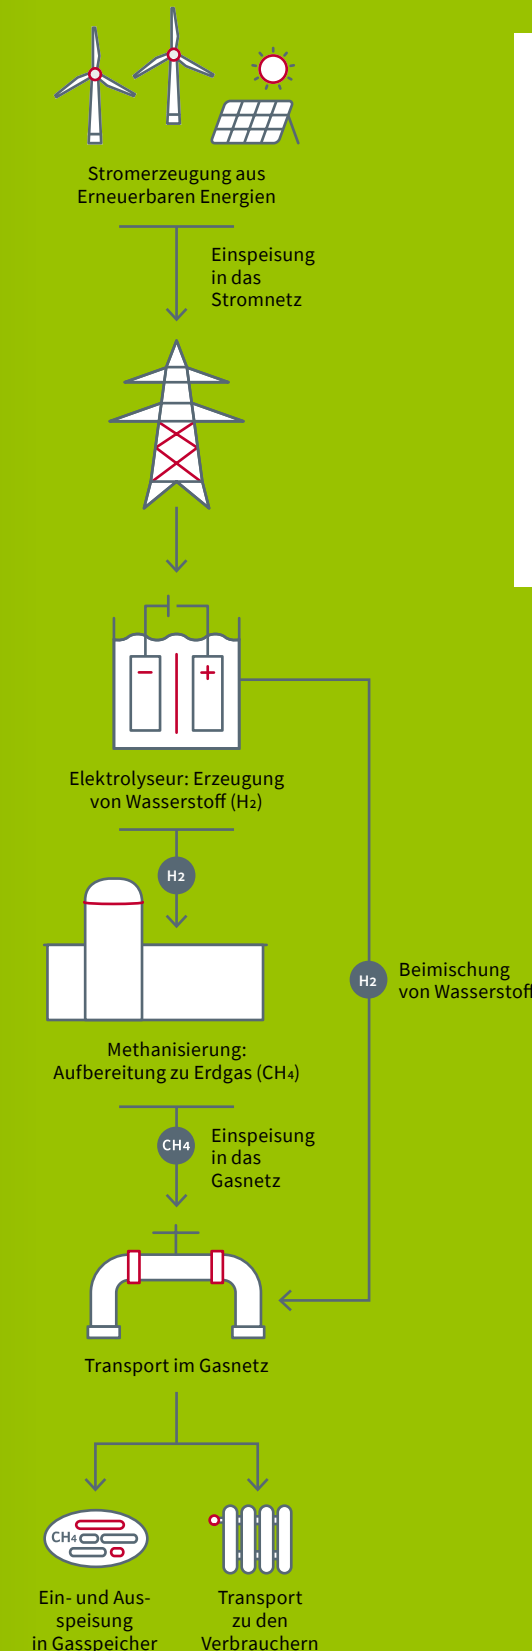 Stromerzeugung aus
Erneuerbaren Energien
Einspeisung
in das
Stromnetz
− +
Elektrolyseur: Erzeugung
von Wasserstoff (H₂)
H2
H2
Beimischung
von Wasserstoff
Methanisierung:
Aufbereitung zu Erdgas (CH₄)
CH4
Einspeisung
in das
Gasnetz
Transport im Gasnetz
CH4
Ein- und Aus-
speisung
in Gasspeicher
Transport
zu den
Verbrauchern